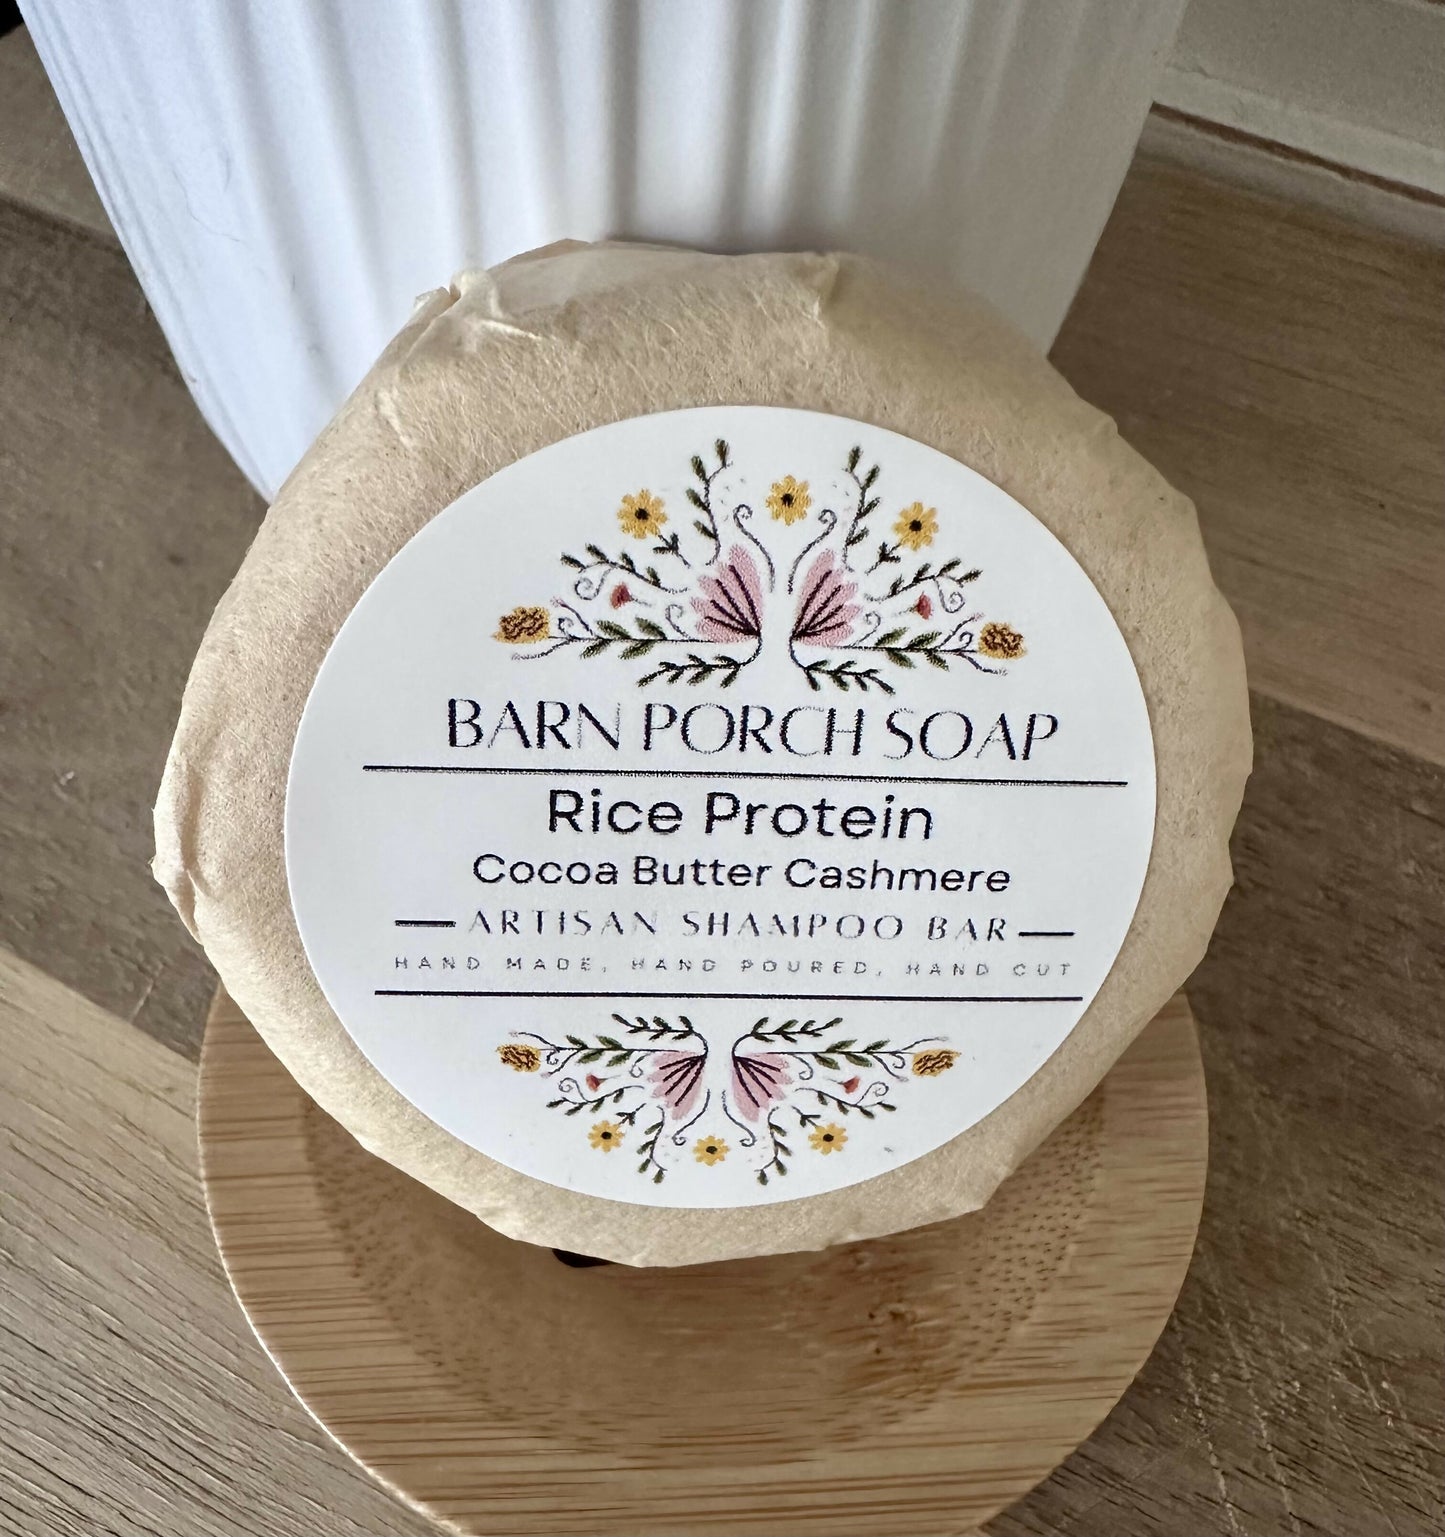 BARN PORCH SOAP
Rice Protein
Cocoa Butter Cashmere
ARTISAN SHAMPOO BAR
HAND MADE, HAND POURED, HAND CUT